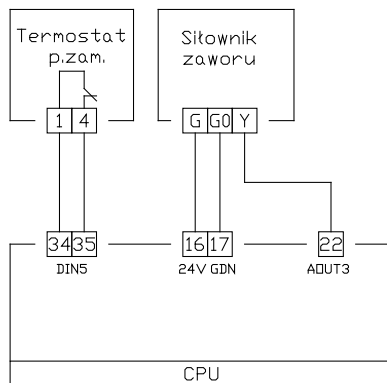 Termostat
p.zam.
Siłownik
zaworu
1 4
G G0 Y
34 35
16 17
22
DIN5
24V GDN
AOUT3
CPU